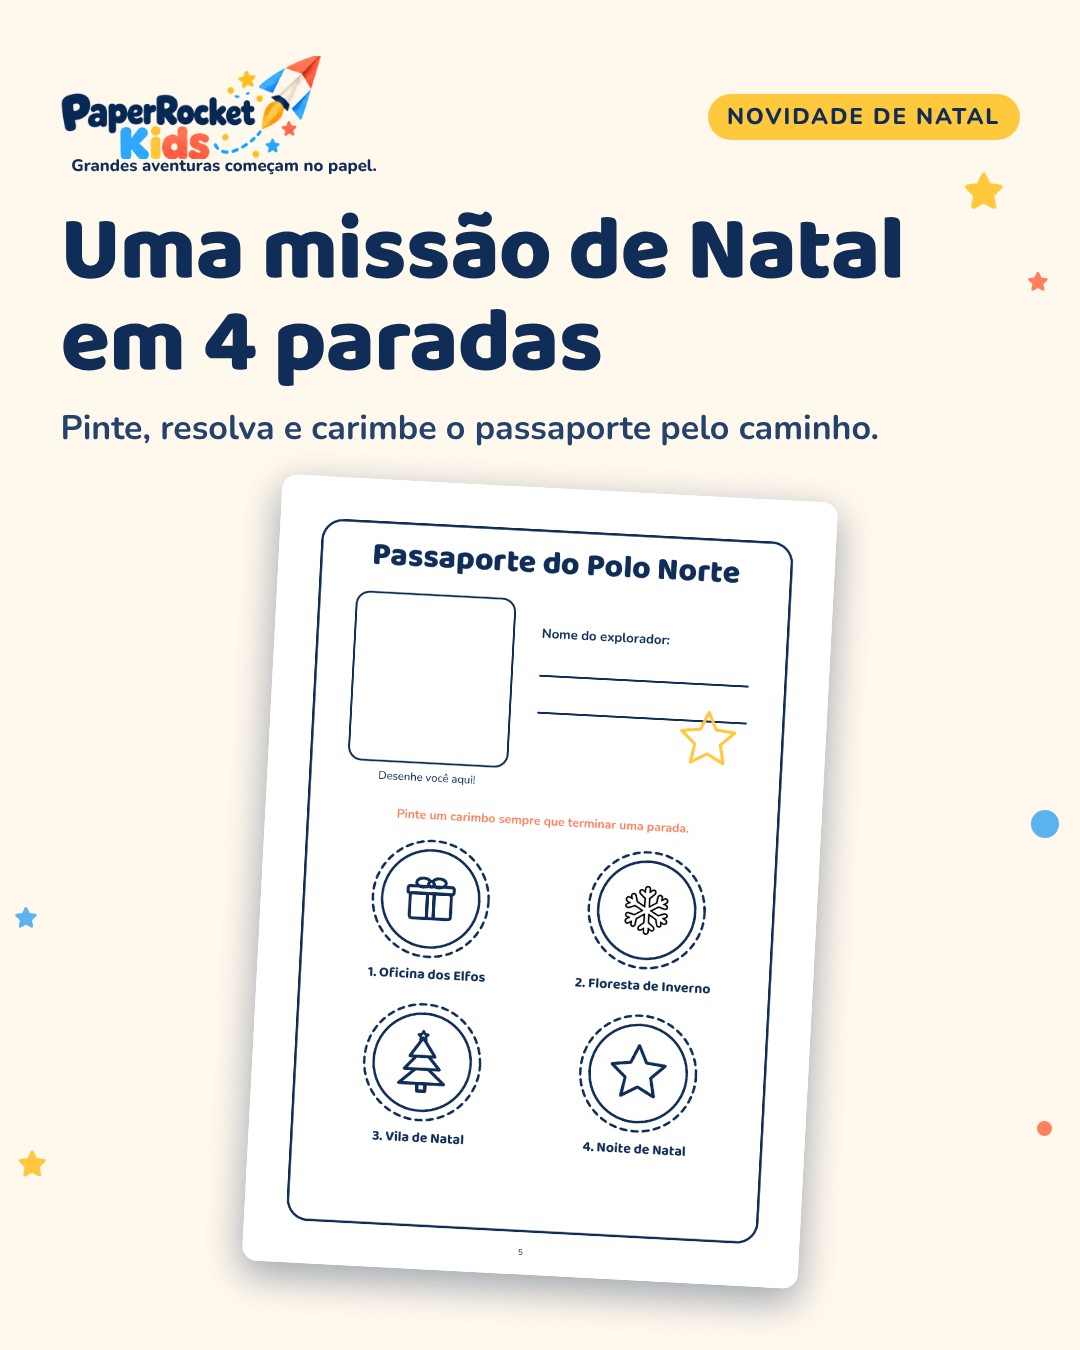 PaperRocket
Kids
Grandes aventuras começam no papel.
NOVIDADE DE NATAL
Uma missão de Natal
em 4 paradas
Pinte, resolva e carimbe o passaporte pelo caminho.
Passaporte do Polo Norte
Nome do explorador:
Desenhe você aqui!
Pinte um carimbo sempre que terminar uma parada.
1. Oficina dos Elfos
2. Floresta de Inverno
3. Vila de Natal
4. Noite de Natal
5